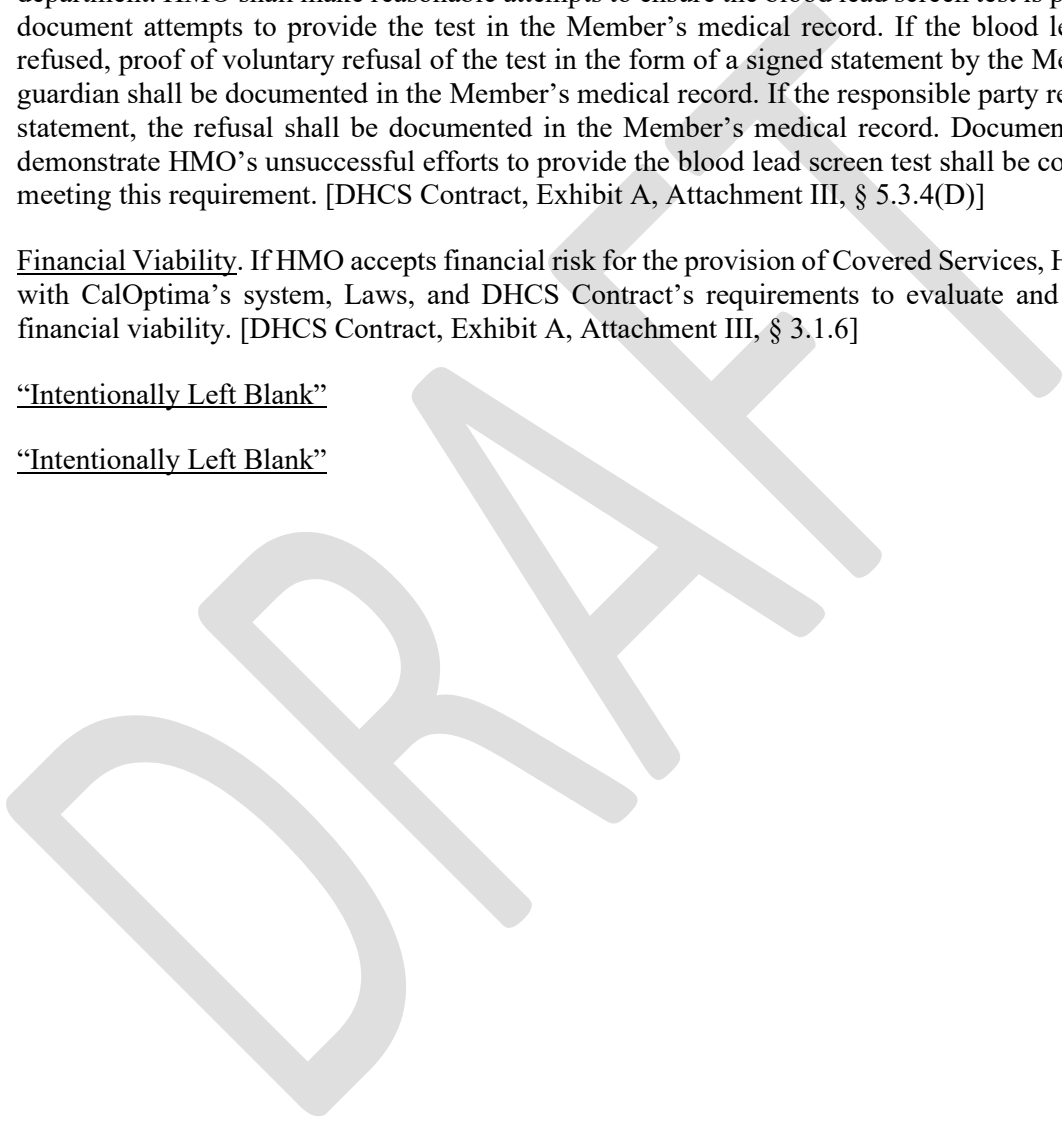 department. HMO shall make reasonable attempts to ensure the blood lead screen test is
document attempts to provide the test in the Member’s medical record. If the blood
refused, proof of voluntary refusal of the test in the form of a signed statement by the
guardian shall be documented in the Member’s medical record. If the responsible party
statement, the refusal shall be documented in the Member’s medical record.
demonstrate HMO’s unsuccessful efforts to provide the blood lead screen test shall be
meeting this requirement. [DHCS Contract, Exhibit A, Attachment III, § 5.3.4(D)]
Financial Viability. If HMO accepts financial risk for the provision of Covered Services,
with CalOptima’s system, Laws, and DHCS Contract’s requirements to evaluate and
financial viability. [DHCS Contract, Exhibit A, Attachment III, § 3.1.6]
“Intentionally Left Blank”
“Intentionally Left Blank”
DRAFT